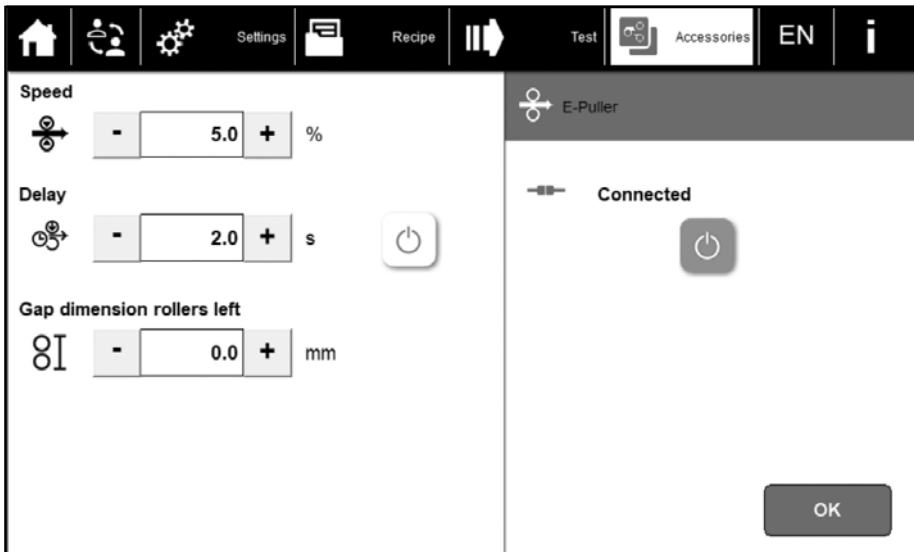 Settings
Recipe
Test
Accessories
EN
i
Speed
- 5.0 + %
Delay
- 2.0 + s
Gap dimension rollers left
- 0.0 + mm
E-Puller
Connected
OK